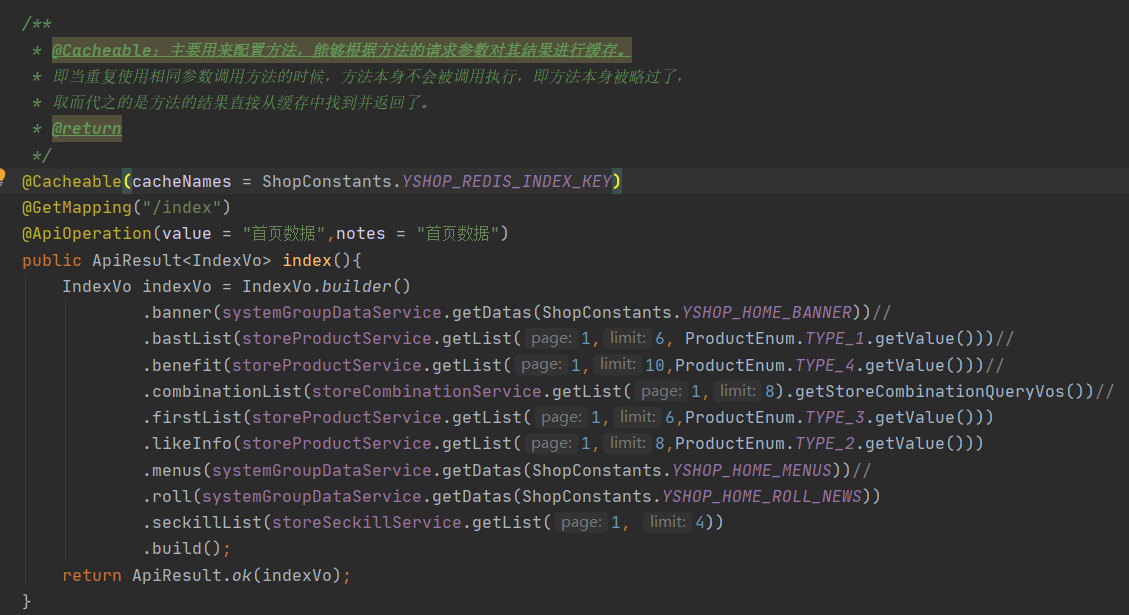 /**
 * @Cacheable：主要用来配置方法，能够根据方法的请求参数对其结果进行缓存。
 * 即当重复使用相同参数调用方法的时候，方法本身不会被调用执行，即方法本身被略过了，
 * 取而代之的是方法的结果直接从缓存中找到并返回了。
 * @return
 */
@Cacheable(cacheNames = ShopConstants.YSHOP_REDIS_INDEX_KEY)
@GetMapping("/index")
@ApiOperation(value = "首页数据",notes = "首页数据")
public ApiResult<IndexVo> index(){
    IndexVo indexVo = IndexVo.builder()
            .banner(systemGroupDataService.getDatas(ShopConstants.YSHOP_HOME_BANNER))//
            .bastList(storeProductService.getList( page: 1, limit: 6, ProductEnum.TYPE_1.getValue()))//
            .benefit(storeProductService.getList( page: 1, limit: 10,ProductEnum.TYPE_4.getValue()))//
            .combinationList(storeCombinationService.getList( page: 1, limit: 8).getStoreCombinationQueryVos())//
            .firstList(storeProductService.getList( page: 1, limit: 6,ProductEnum.TYPE_3.getValue()))
            .likeInfo(storeProductService.getList( page: 1, limit: 8,ProductEnum.TYPE_2.getValue()))
            .menus(systemGroupDataService.getDatas(ShopConstants.YSHOP_HOME_MENUS))//
            .roll(systemGroupDataService.getDatas(ShopConstants.YSHOP_HOME_ROLL_NEWS))
            .seckillList(storeSeckillService.getList( page: 1, limit: 4))
            .build();
    return ApiResult.ok(indexVo);
}